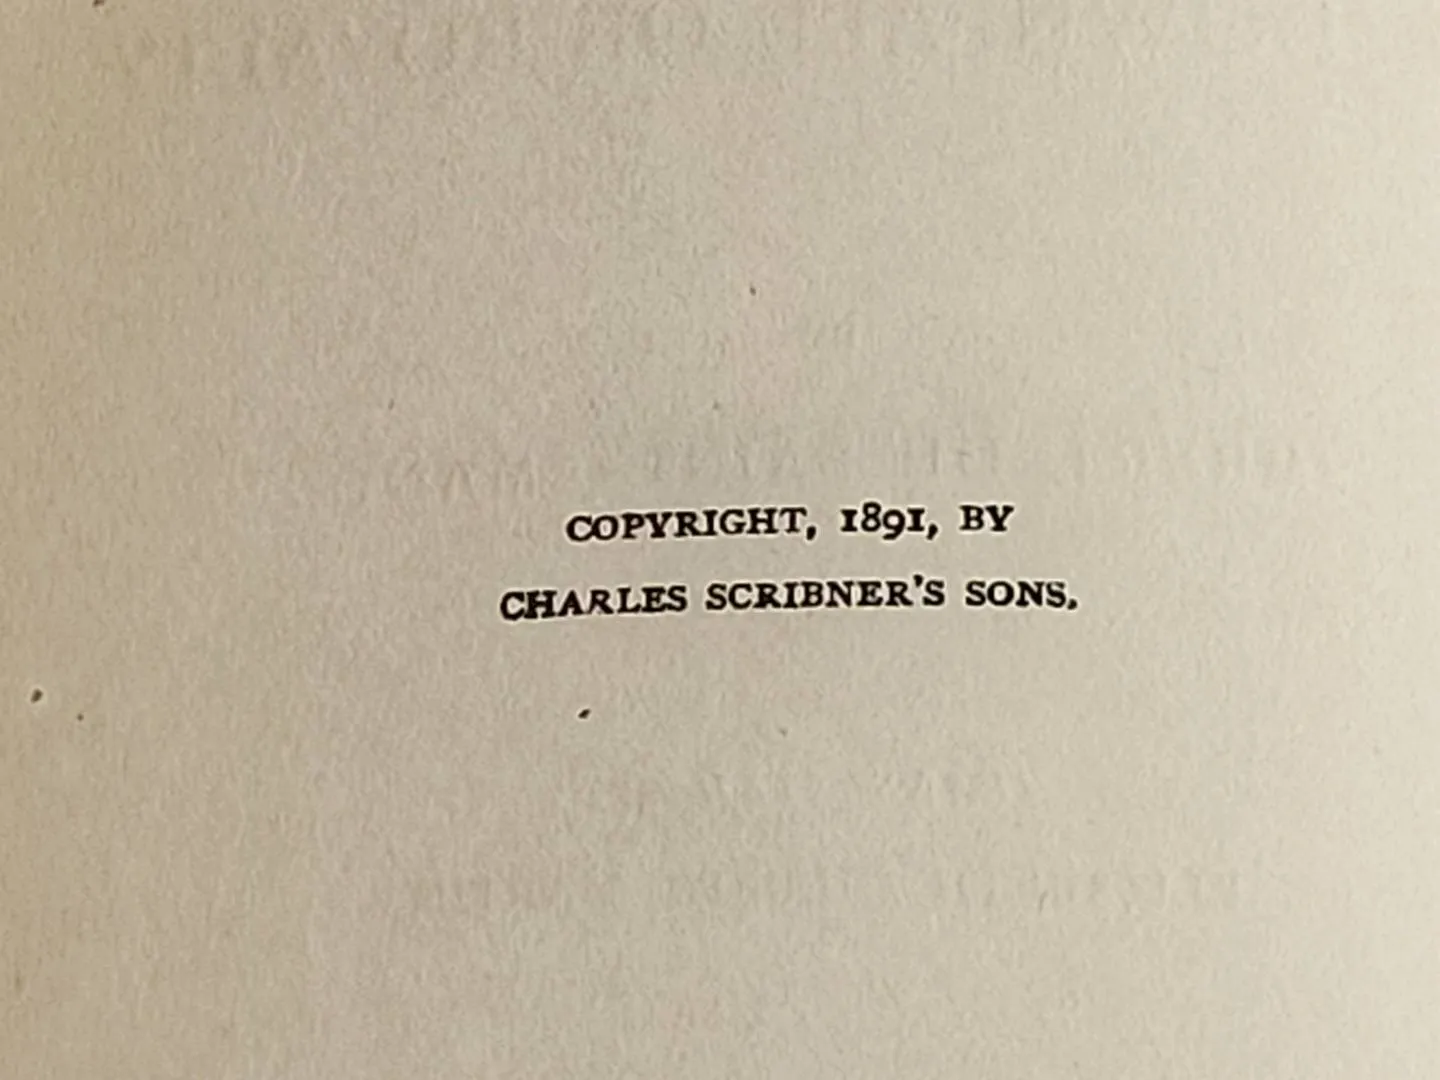 COPYRIGHT, 1891, BY
CHARLES SCRIBNER'S SONS.